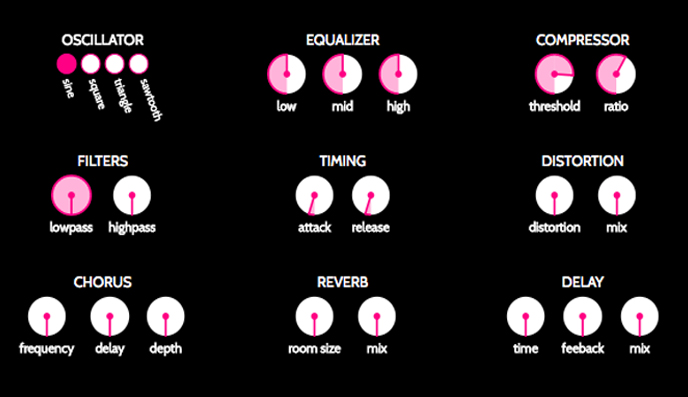 OSCILLATOR
sine square triangle sawtooth
EQUALIZER
low mid high
COMPRESSOR
threshold ratio
FILTERS
lowpass highpass
TIMING
attack release
DISTORTION
distortion mix
CHORUS
frequency delay depth
REVERB
room size mix
DELAY
time feeback mix